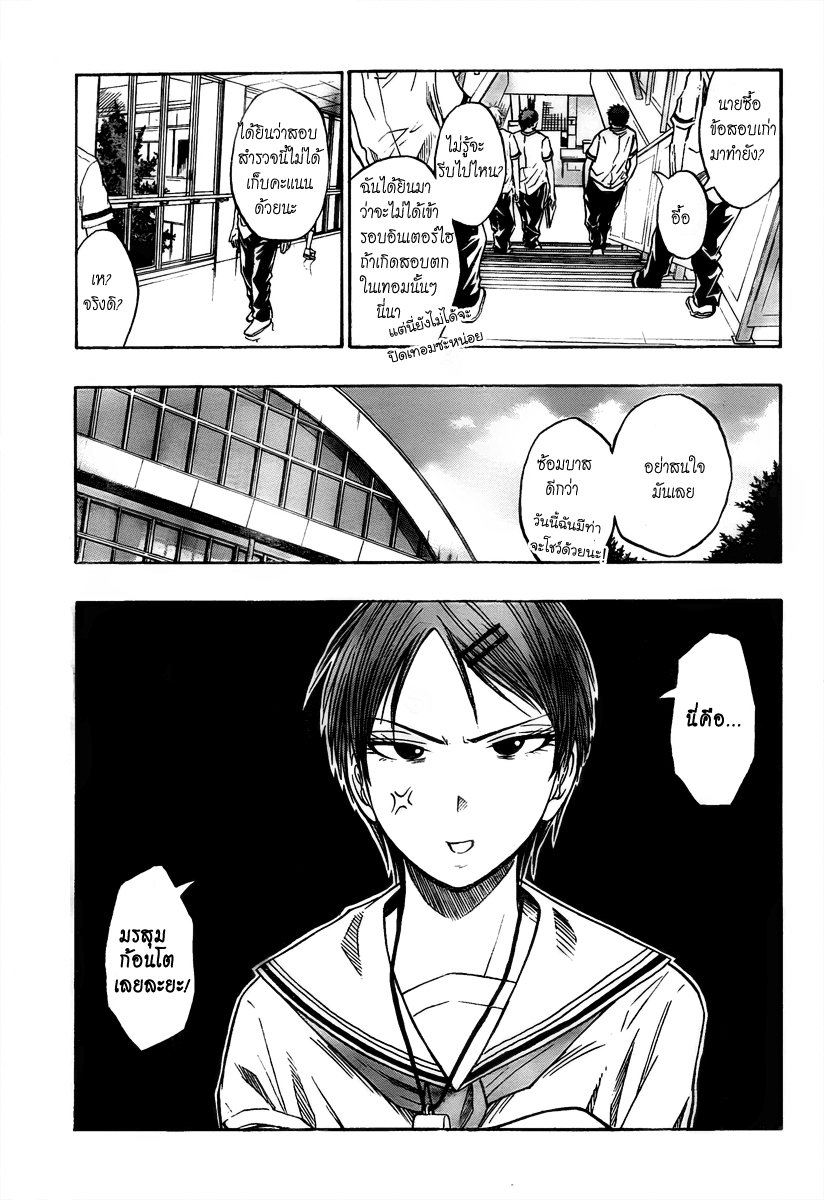 นายซื้อ
ข้อสอบเก่า
มาทำยัง?
อื้อ
ไม่รู้จะ
รีบไปไหน?
ฉันได้ยินมา
ว่าจะไม่ได้เข้า
รอบอินเตอร์ไฮ
ถ้าเกิดสอบตก
ในเทอมนั้นๆ
นี่นา
แต่นี่ยังไม่ได้จะ
ปิดเทอมซะหน่อย
ได้ยินว่าสอบ
สำรวจนี้ไม่ได้
เก็บคะแนน
ด้วยนะ
เห?
จริงดิ?
อย่าสนใจ
มันเลย
ซ้อมบาส
ดีกว่า
วันนี้ฉันมีท่า
จะโชว์ด้วยนะ!
นี่คือ...
มรสุม
ก้อนโต
เลยละยะ!